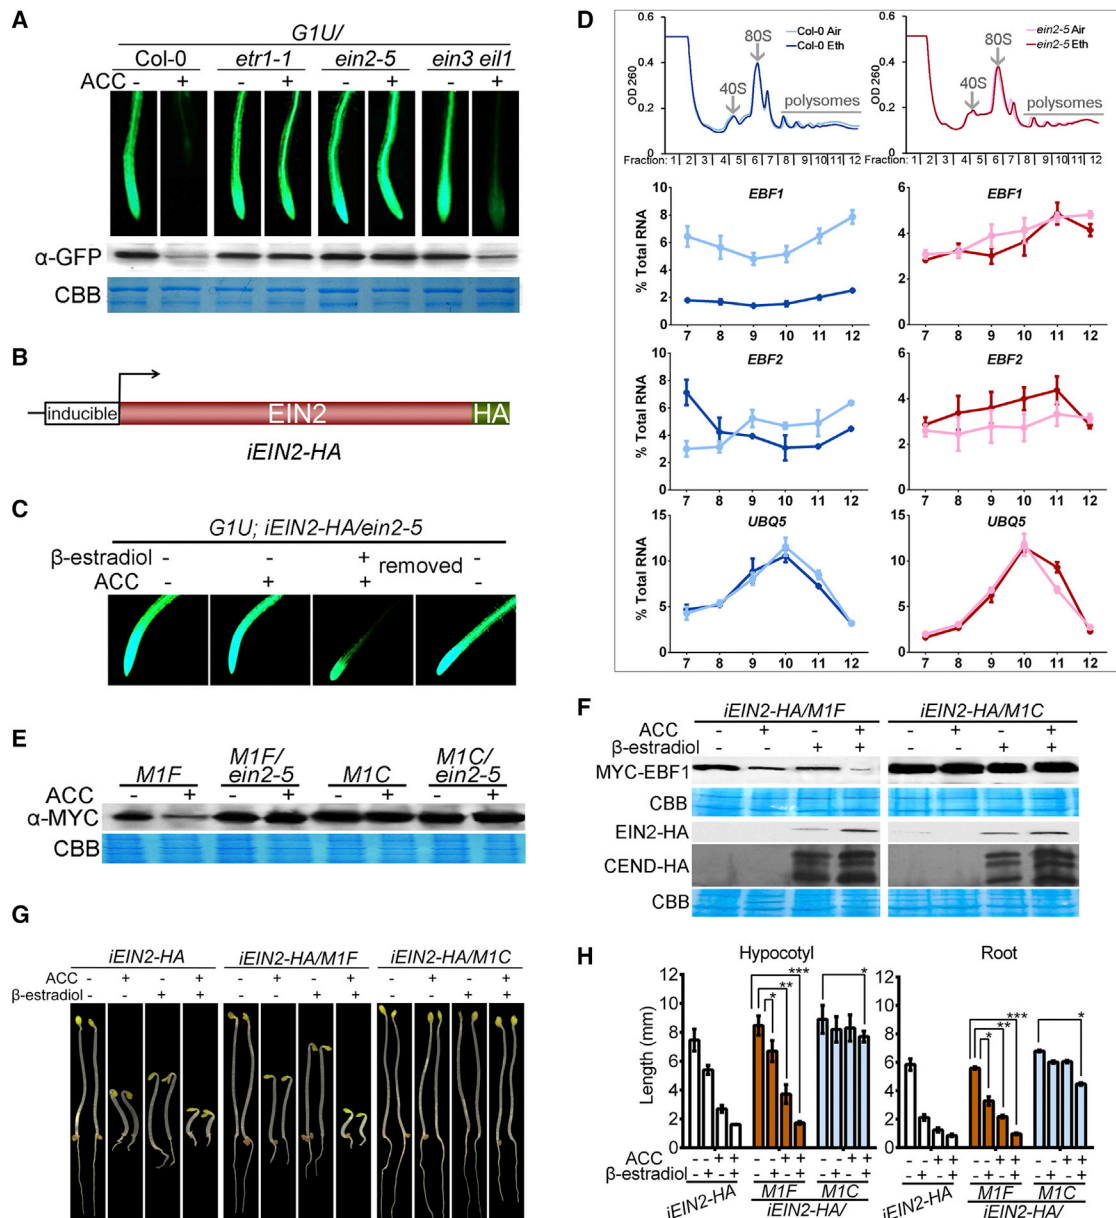 A
G1U/
Col-0 etr1-1 ein2-5 ein3 eil1
ACC - + - + - + - +
α-GFP
CBB
B
inducible EIN2 HA
iEIN2-HA
C
G1U; iEIN2-HA/ein2-5
β-estradiol - - + removed -
ACC - + + -
E
M1F M1F/ein2-5 M1C M1C/ein2-5
ACC - + - + - + - +
α-MYC
CBB
D
0.6
0.4
0.2
0
OD 260
40S
80S
polysomes
Col-0 Air
Col-0 Eth
Fraction: 1 2 3 4 5 6 7 8 9 10 11 12
0.6
0.4
0.2
0
OD 260
40S
80S
polysomes
ein2-5 Air
ein2-5 Eth
Fraction: 1 2 3 4 5 6 7 8 9 10 11 12
EBF1
% Total RNA
10
8
6
4
2
0
7 8 9 10 11 12
EBF1
6
4
2
0
7 8 9 10 11 12
EBF2
% Total RNA
10
8
6
4
2
0
7 8 9 10 11 12
EBF2
6
4
2
0
7 8 9 10 11 12
UBQ5
% Total RNA
15
10
5
0
7 8 9 10 11 12
UBQ5
15
10
5
0
7 8 9 10 11 12
F
iEIN2-HA/M1F iEIN2-HA/M1C
ACC - + - + - + - +
β-estradiol - - + + - - + +
MYC-EBF1
CBB
EIN2-HA
CEND-HA
CBB
G
iEIN2-HA iEIN2-HA/M1F iEIN2-HA/M1C
ACC - + - + - + - + - + - +
β-estradiol - - + + - - + + - - + +
H
Hypocotyl Root
Length (mm)
12
10
8
6
4
2
0
* ** *** *
12
10
8
6
4
2
0
* ** *** *
ACC - - + + - - + + - - + + - - + + - - + + - - + +
β-estradiol - + - + - + - + - + - + - + - + - + - + - + - +
iEIN2-HA M1F M1C iEIN2-HA M1F M1C
iEIN2-HA/ iEIN2-HA/